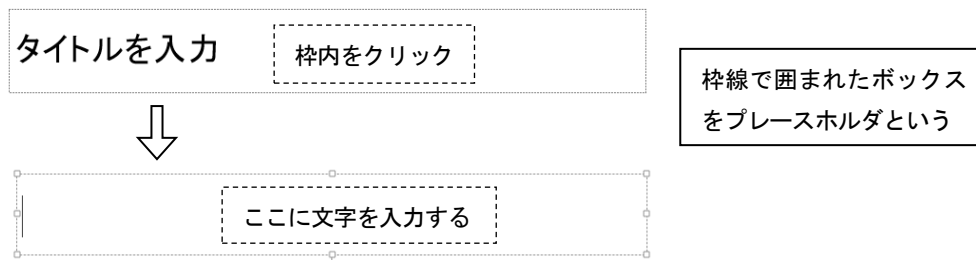 タイトルを入力
枠内をクリック
枠線で囲まれたボックス
をプレースホルダという
ここに文字を入力する